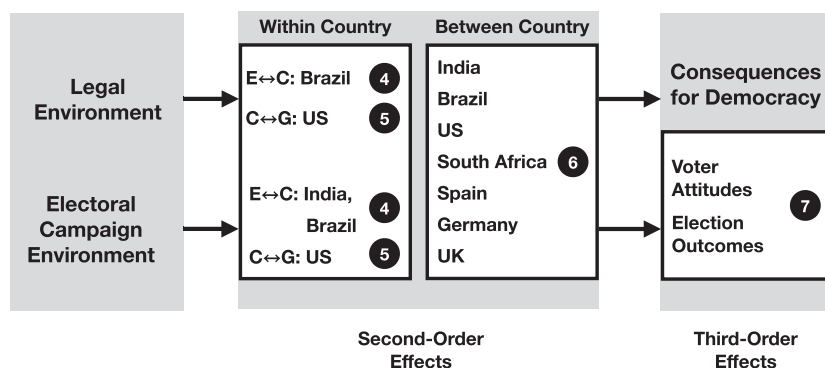 Within Country
Between Country
Legal
Environment
Electoral
Campaign
Environment
E↔C: Brazil 4
C↔G: US 5
E↔C: India,
Brazil
4
C↔G: US 5
India
Brazil
US
South Africa 6
Spain
Germany
UK
Consequences
for Democracy
Voter
Attitudes
7
Election
Outcomes
Second-Order
Effects
Third-Order
Effects